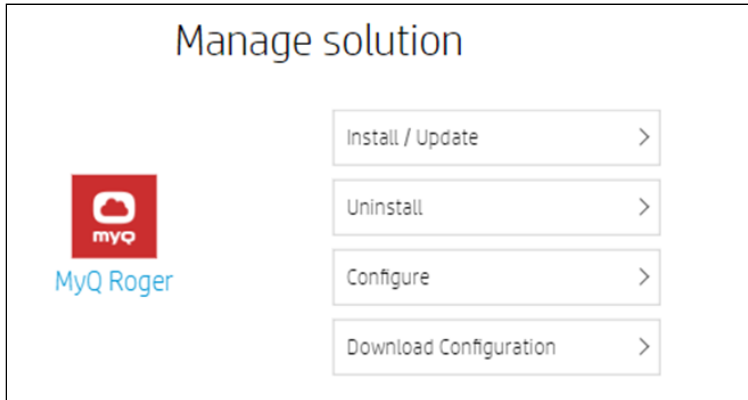 Manage solution
Install / Update
Uninstall
myQ
MyQ Roger
Configure
Download Configuration